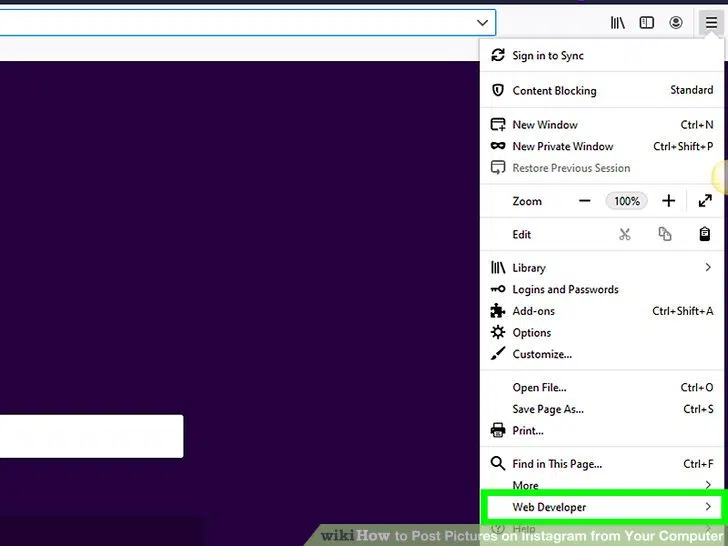 Sign in to Sync
Content Blocking Standard
New Window Ctrl+N
New Private Window Ctrl+Shift+P
Restore Previous Session
Zoom 100%
Edit
Library
Logins and Passwords
Add-ons Ctrl+Shift+A
Options
Customize...
Open File... Ctrl+O
Save Page As... Ctrl+S
Print...
Find in This Page... Ctrl+F
More
Web Developer
Help
wikiHow to Post Pictures on Instagram from Your Computer